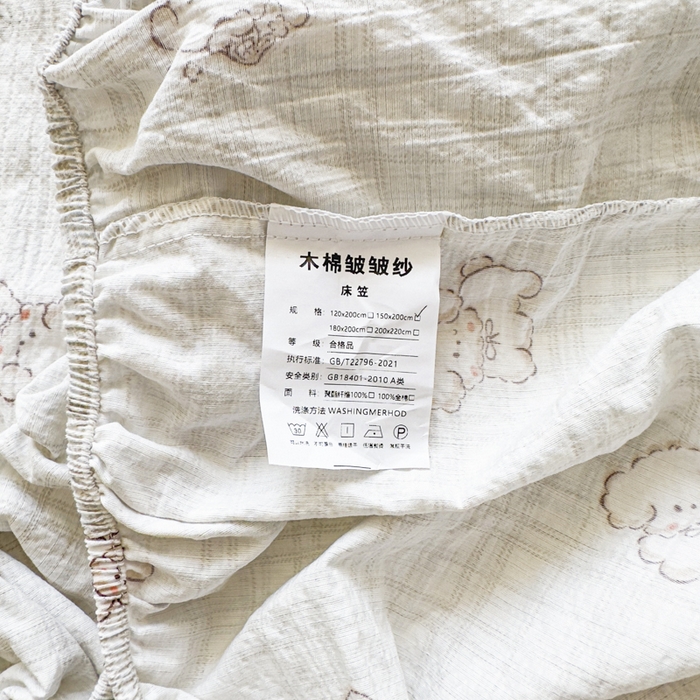 木棉皱皱纱
床笠
规 格: 120x200cm□ 150x200cm☑
180x200cm□ 200x220cm□
等 级: 合格品
执行标准: GB/T22796-2021
安全类别: GB18401-2010 A类
面 料: 聚酯纤维100%□ 100%全棉□
洗涤方法 WASHINGMERHOD
30 P